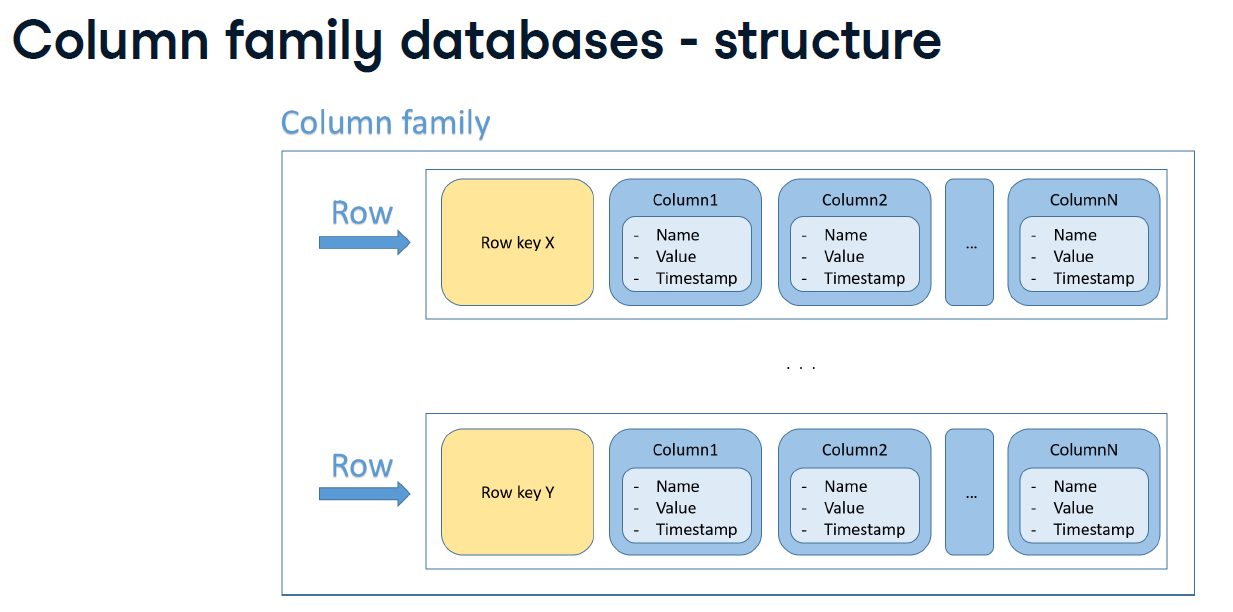 Column family databases - structure
Column family
Row
Row key X
Column1
- Name
- Value
- Timestamp
Column2
- Name
- Value
- Timestamp
...
ColumnN
- Name
- Value
- Timestamp
. . .
Row
Row key Y
Column1
- Name
- Value
- Timestamp
Column2
- Name
- Value
- Timestamp
...
ColumnN
- Name
- Value
- Timestamp